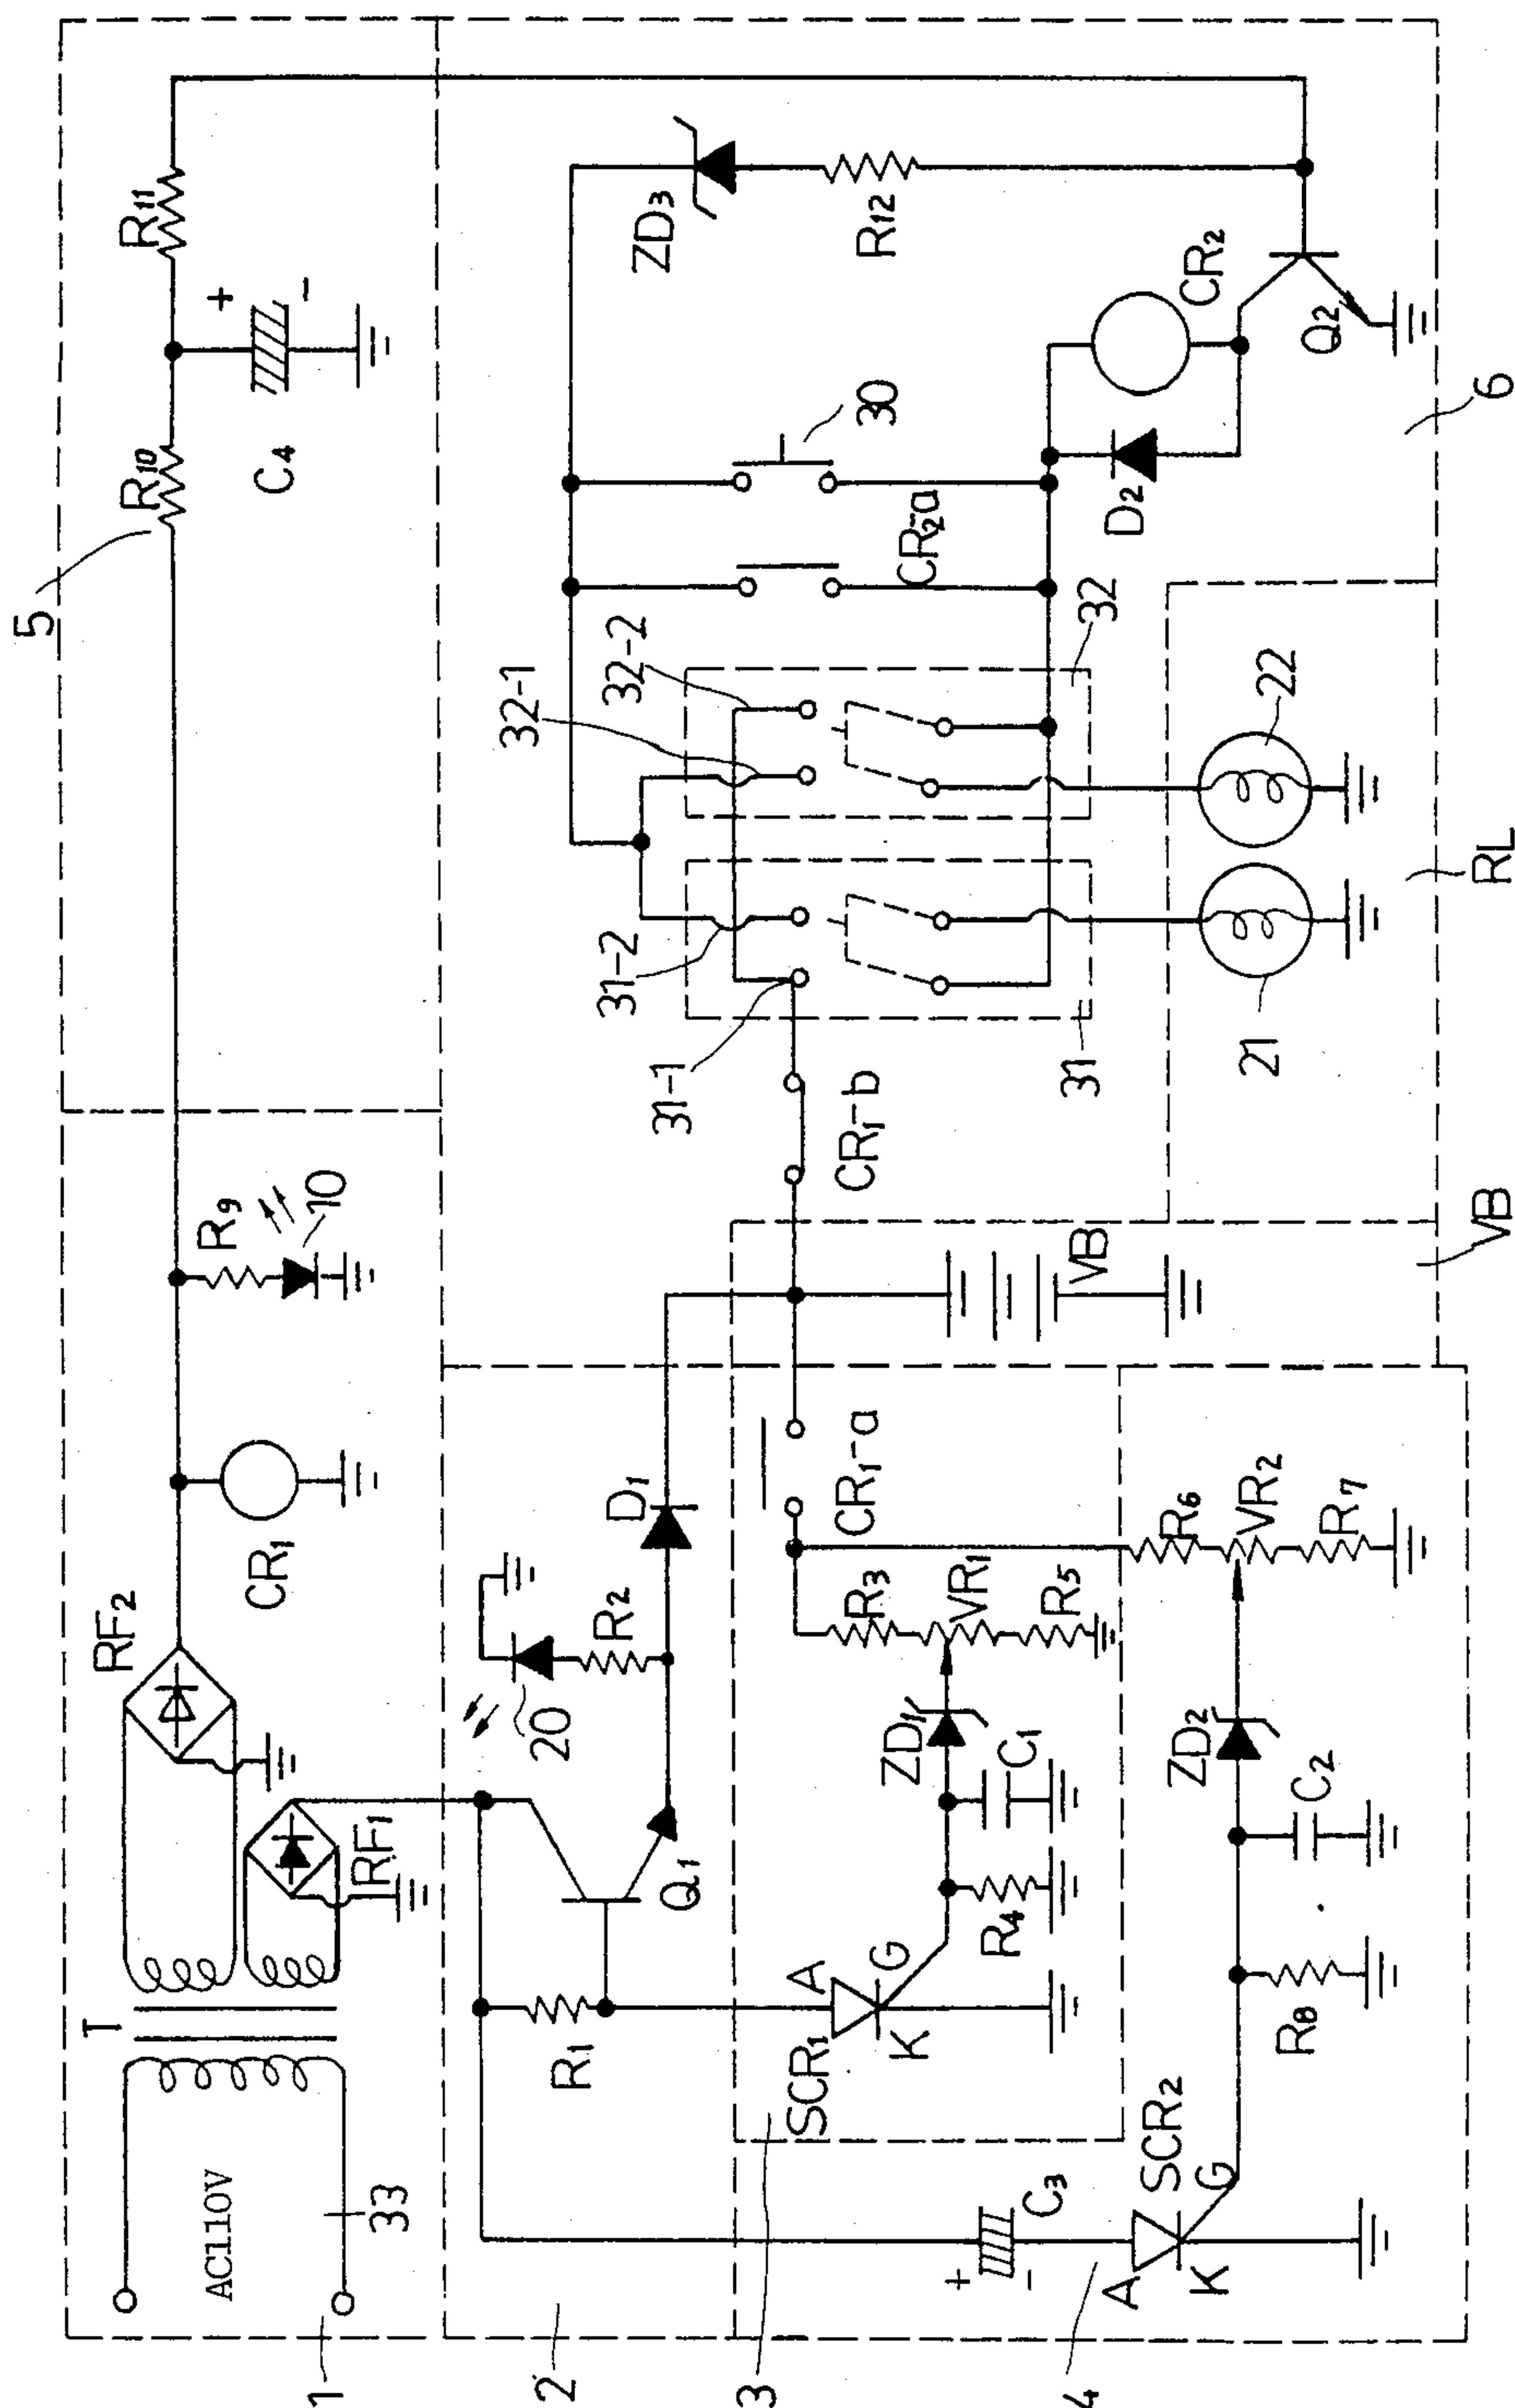 5
R11
R10
+
-
C4
ZD3
R12
CR2
Q2
30
CR2-a
D2
6
32-1
32-2
32
22
31-2
31-1
31
21
RL
R9
10
CR1-b
VB
VB
RF2
CR1
D1
CR1-a
R6
VR2
R7
R3
VR1
R5
R2
20
RF1
ZD1
C1
ZD2
C2
Q1
T
R1
A
G
R4
SCR1
K
R8
AC110V
33
SCR2
G
C3
+
-
A
K
1
2
3
4